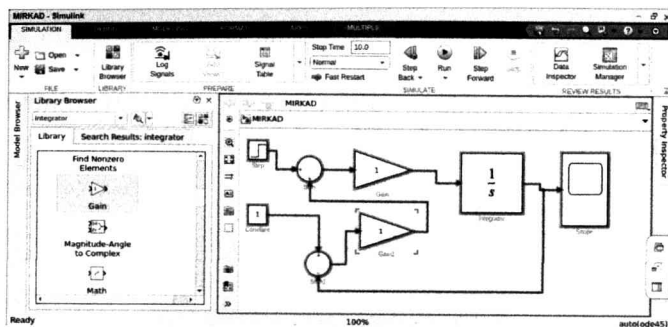 MIRKAD - Simulink
SIMULATION
MULTIPLE
New
Open
Save
FILE
Library
Browser
LIBRARY
Log
Signals
Signal
Table
PREPARE
Stop Time 10.0
Normal
Fast Restart
Step
Back
Run
Step
Forward
SIMULATE
Data
Inspector
Simulation
Manager
REVIEW RESULTS
Model Browser
Library Browser
integrator
Library
Search Results: integrator
Find Nonzero
Elements
Gain
Magnitude-Angle
to Complex
Math
MIRKAD
MIRKAD
Step
1
Gain
1
s
Integrator
Scope
1
Constant
1
Gain2
Property Inspector
Ready
100%
auto(ode45)